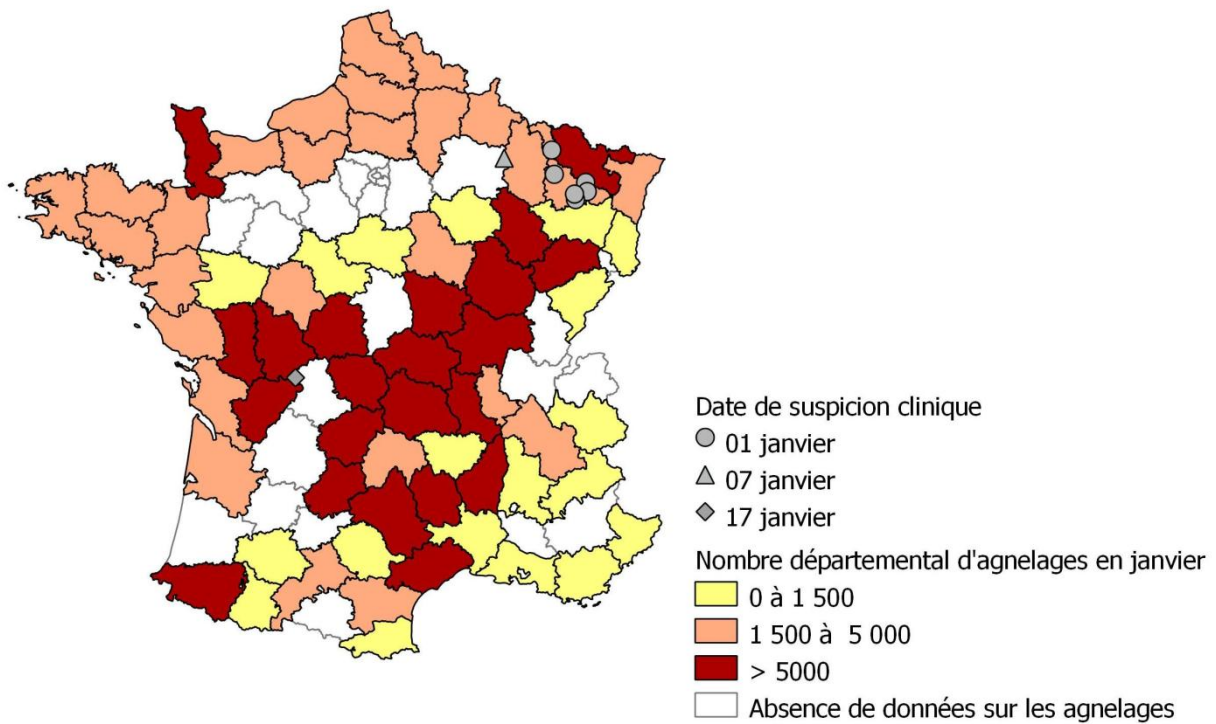 Date de suspicion clinique
01 janvier
07 janvier
17 janvier
Nombre départemental d'agnelages en janvier
0 à 1 500
1 500 à 5 000
> 5000
Absence de données sur les agnelages